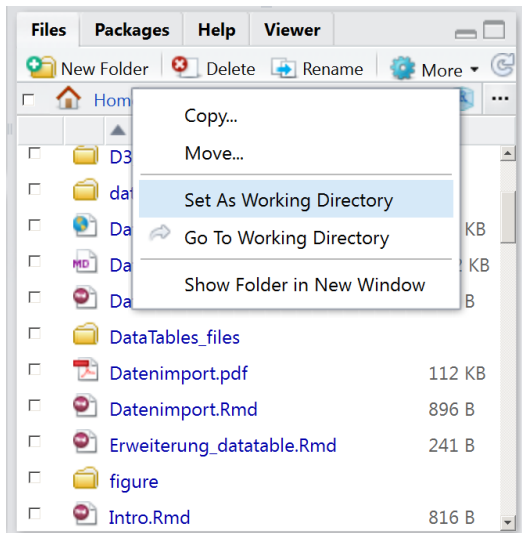 Files Packages Help Viewer
New Folder Delete Rename More
Hom ...
Copy...
Move...
Set As Working Directory
Go To Working Directory
Show Folder in New Window
D3
dat
Da KB
MD Da KB
Da B
DataTables_files
Datenimport.pdf 112 KB
Datenimport.Rmd 896 B
Erweiterung_datatable.Rmd 241 B
figure
Intro.Rmd 816 B